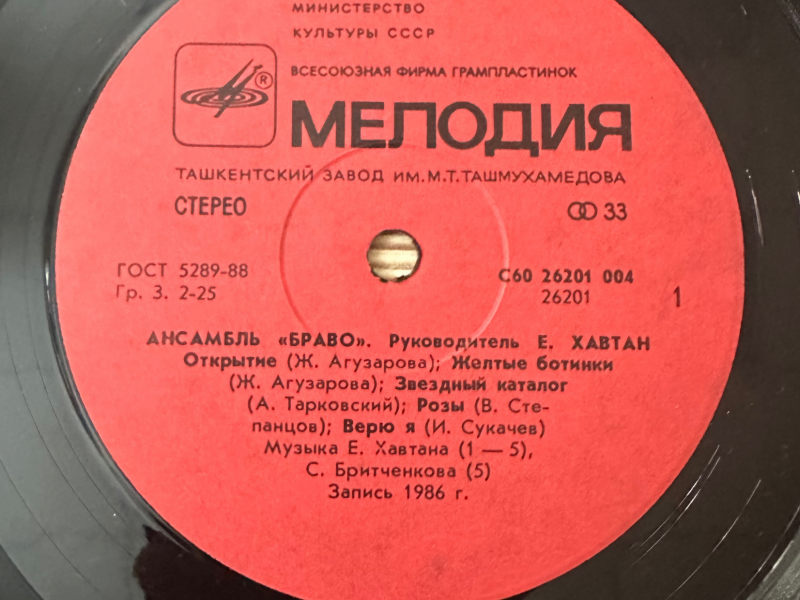 МИНИСТЕРСТВО
КУЛЬТУРЫ СССР
ВСЕСОЮЗНАЯ ФИРМА ГРАМПЛАСТИНОК
®
МЕЛОДИЯ
ТАШКЕНТСКИЙ ЗАВОД ИМ.М.Т.ТАШМУХАМЕДОВА
СТЕРЕО
33
ГОСТ 5289-88
Гр. 3. 2-25
С60 26201 004
26201
1
АНСАМБЛЬ «БРАВО». Руководитель Е. ХАВТАН
Открытие (Ж. Агузарова); Желтые ботинки
(Ж. Агузарова); Звездный каталог
(А. Тарковский); Розы (В. Сте-
панцов); Верю я (И. Сукачев)
Музыка Е. Хавтана (1 — 5),
С. Бритченкова (5)
Запись 1986 г.